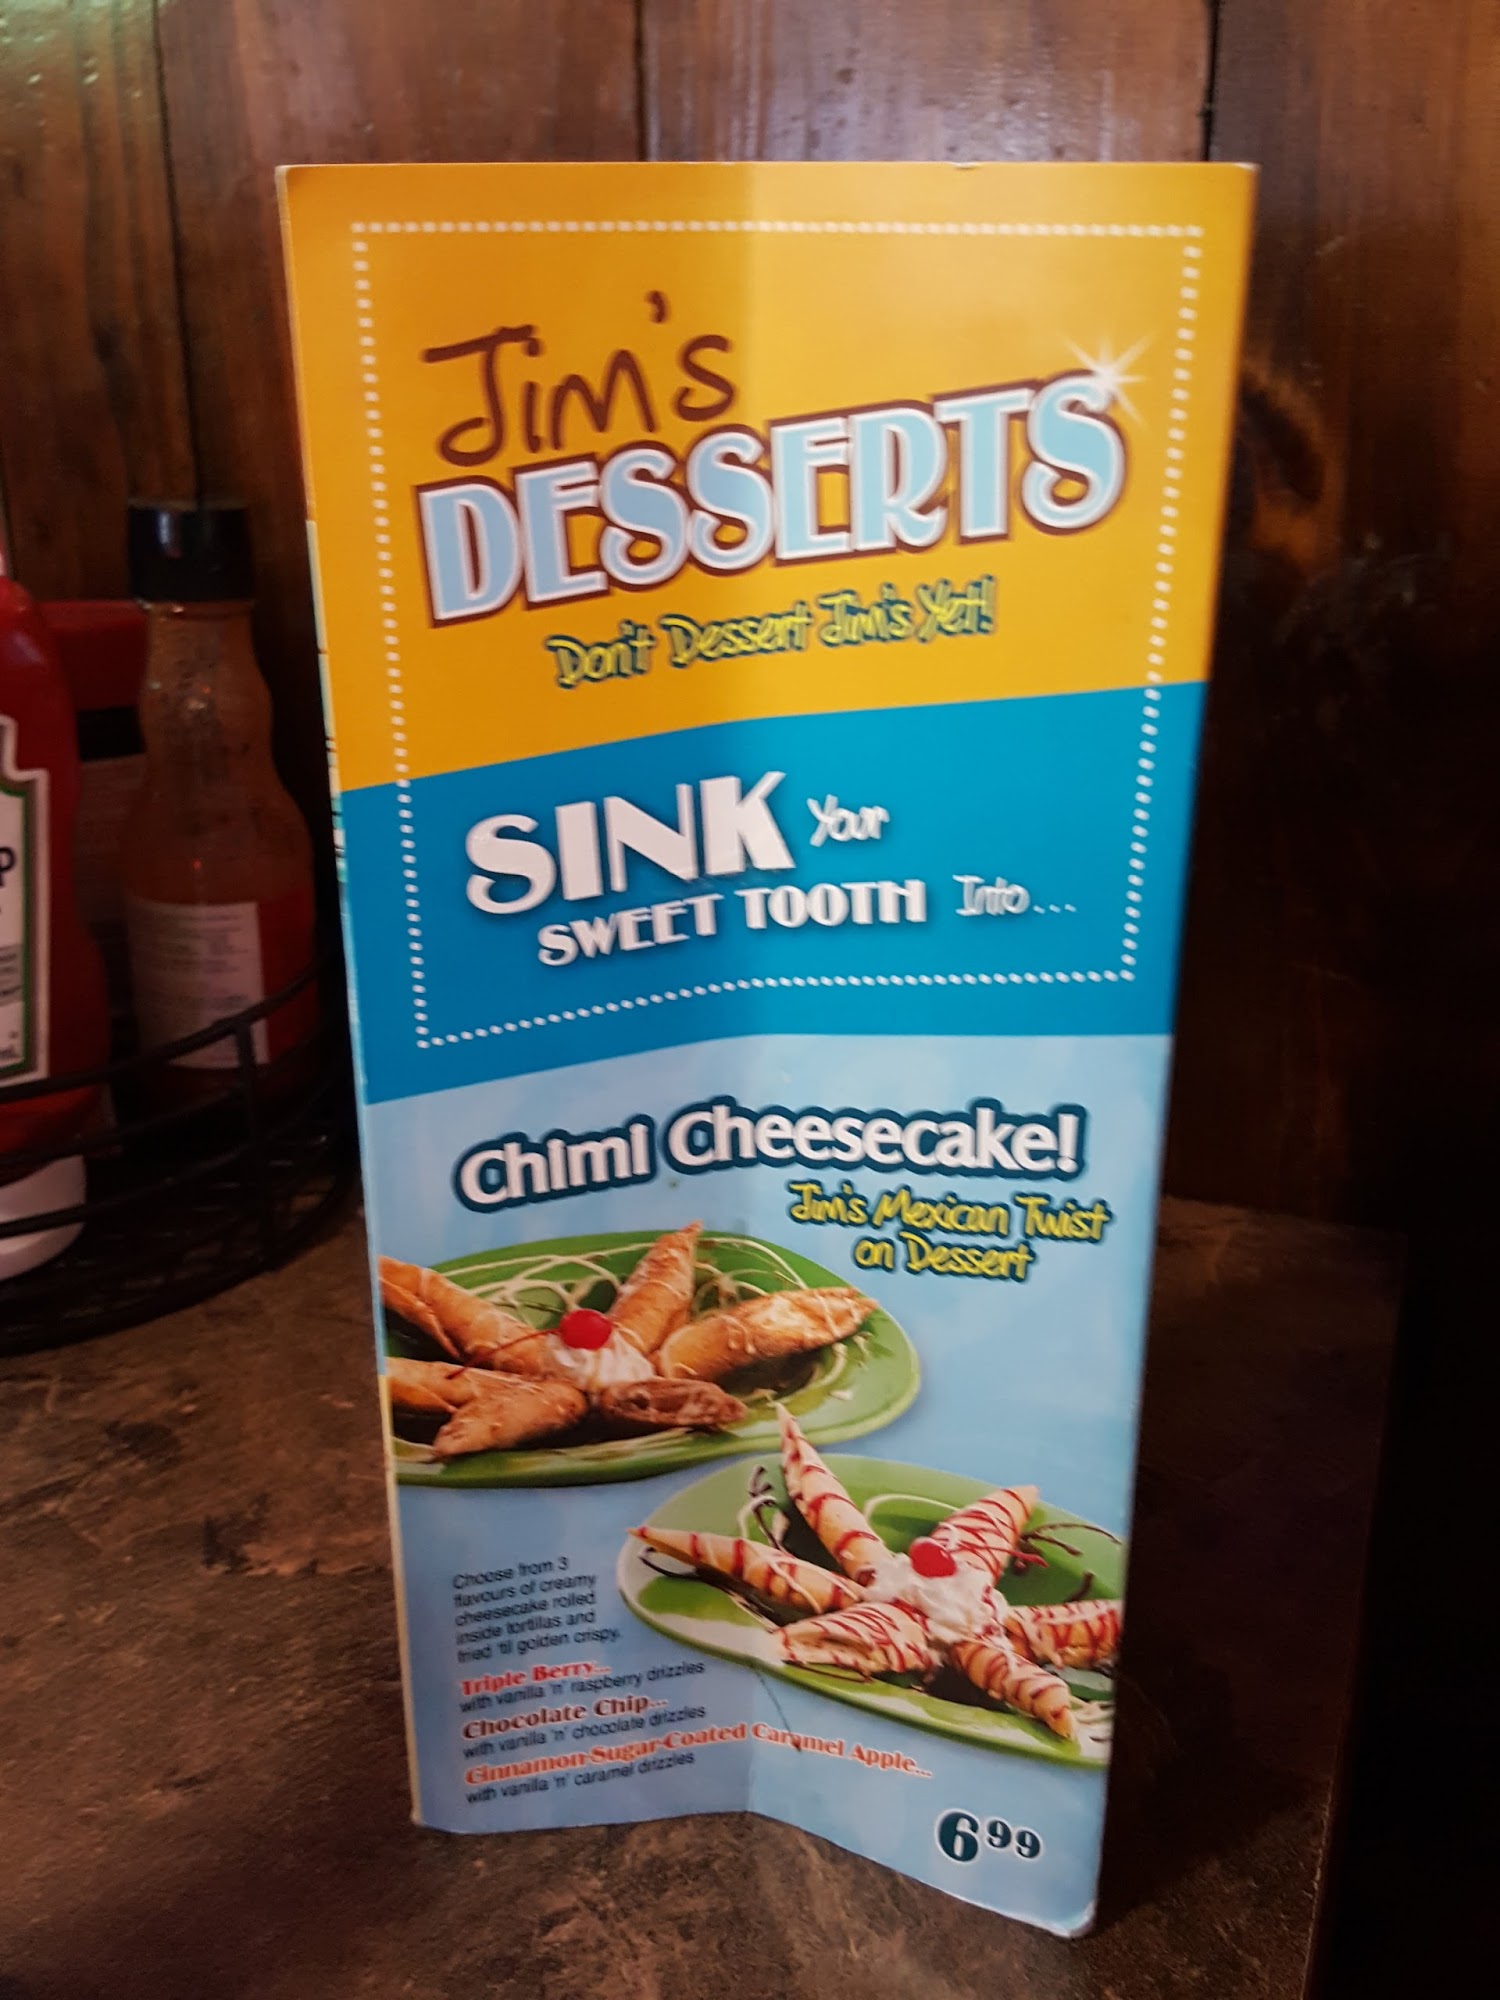 Jim's
DESSERTS
Don't Dessert Jim's Yet!
SINK Your
SWEET TOOTH Into...
Chimi Cheesecake!
Jim's Mexican Twist
on Dessert
Choose from 3
flavours of creamy
cheesecake rolled
inside tortillas and
fried 'til golden crispy.
Triple Berry...
with vanilla 'n' raspberry drizzles
Chocolate Chip...
with vanilla 'n' chocolate drizzles
Cinnamon-Sugar-Coated Caramel Apple...
with vanilla 'n' caramel drizzles
6 99